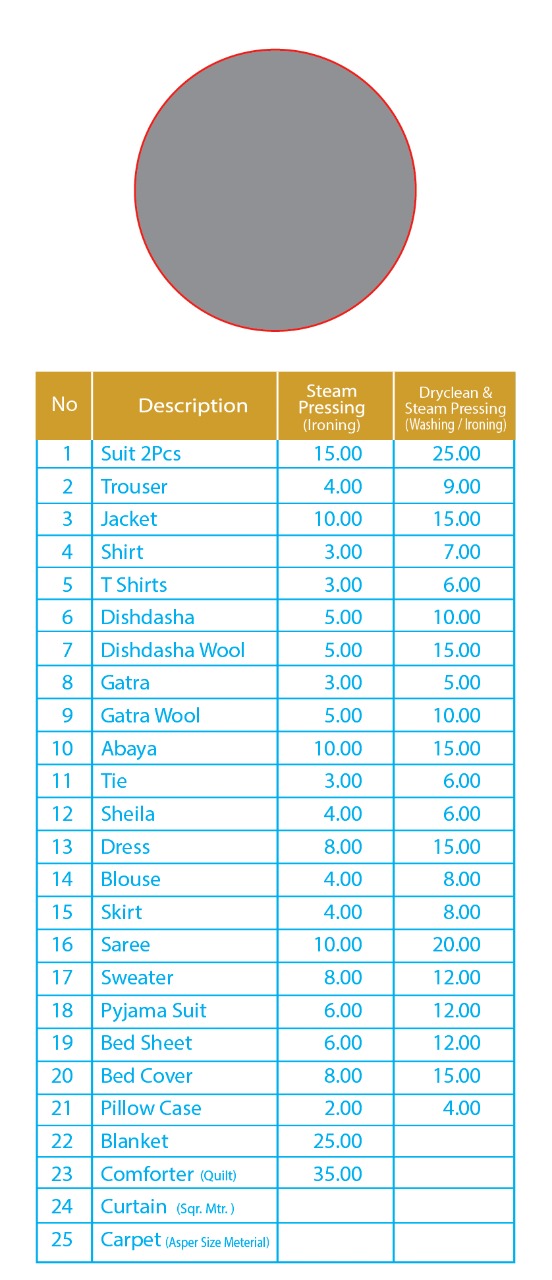 No Description Steam Pressing (Ironing) Dryclean & Steam Pressing (Washing / Ironing)
1 Suit 2Pcs 15.00 25.00
2 Trouser 4.00 9.00
3 Jacket 10.00 15.00
4 Shirt 3.00 7.00
5 T Shirts 3.00 6.00
6 Dishdasha 5.00 10.00
7 Dishdasha Wool 5.00 15.00
8 Gatra 3.00 5.00
9 Gatra Wool 5.00 10.00
10 Abaya 10.00 15.00
11 Tie 3.00 6.00
12 Sheila 4.00 6.00
13 Dress 8.00 15.00
14 Blouse 4.00 8.00
15 Skirt 4.00 8.00
16 Saree 10.00 20.00
17 Sweater 8.00 12.00
18 Pyjama Suit 6.00 12.00
19 Bed Sheet 6.00 12.00
20 Bed Cover 8.00 15.00
21 Pillow Case 2.00 4.00
22 Blanket 25.00
23 Comforter (Quilt) 35.00
24 Curtain (Sqr. Mtr. )
25 Carpet (Asper Size Meterial)